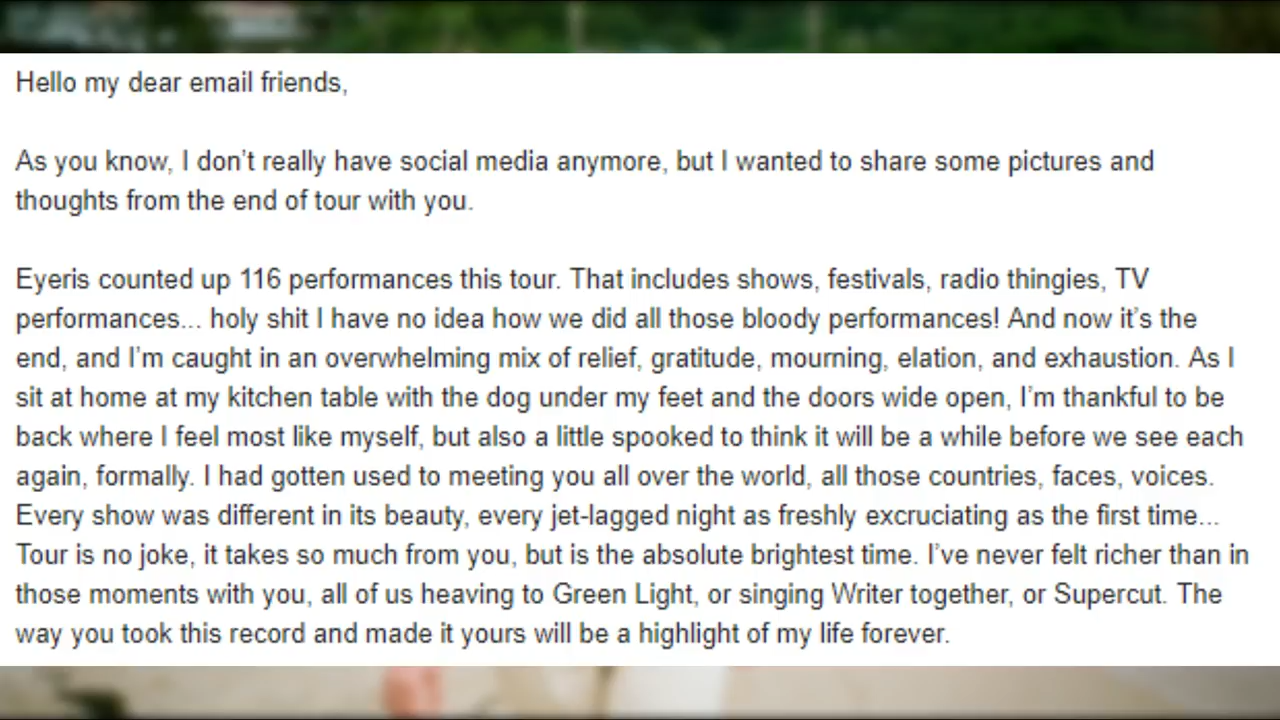 Hello my dear email friends,
As you know, I don't really have social media anymore, but I wanted to share some pictures and
thoughts from the end of tour with you.
Eyeris counted up 116 performances this tour. That includes shows, festivals, radio thingies, TV
performances... holy shit I have no idea how we did all those bloody performances! And now it's the
end, and I'm caught in an overwhelming mix of relief, gratitude, mourning, elation, and exhaustion. As I
sit at home at my kitchen table with the dog under my feet and the doors wide open, I'm thankful to be
back where I feel most like myself, but also a little spooked to think it will be a while before we see each
again, formally. I had gotten used to meeting you all over the world, all those countries, faces, voices.
Every show was different in its beauty, every jet-lagged night as freshly excruciating as the first time...
Tour is no joke, it takes so much from you, but is the absolute brightest time. I've never felt richer than in
those moments with you, all of us heaving to Green Light, or singing Writer together, or Supercut. The
way you took this record and made it yours will be a highlight of my life forever.